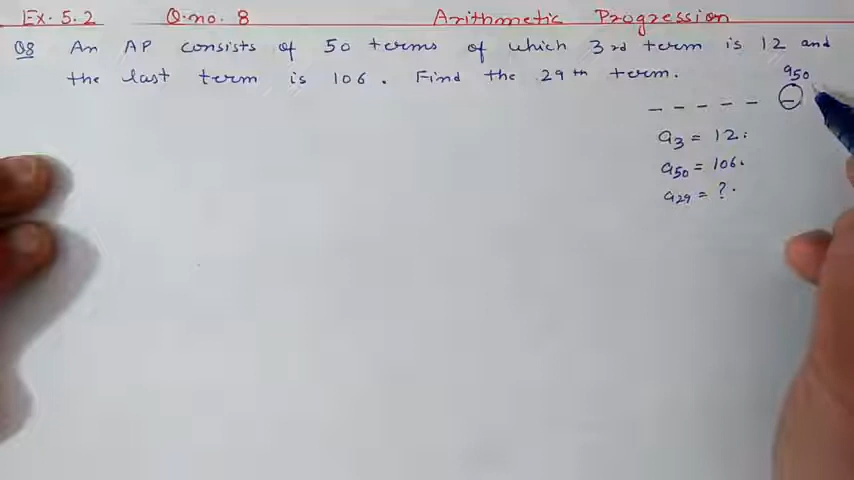 Ex. 5.2 Q.no. 8 Arithmetic Progression
Q8 An AP consists of 50 terms of which 3rd term is 12 and
the last term is 106. Find the 29th term.
a50
_ _ _ _ _ _
a3 = 12.
a50 = 106.
a29 = ?.